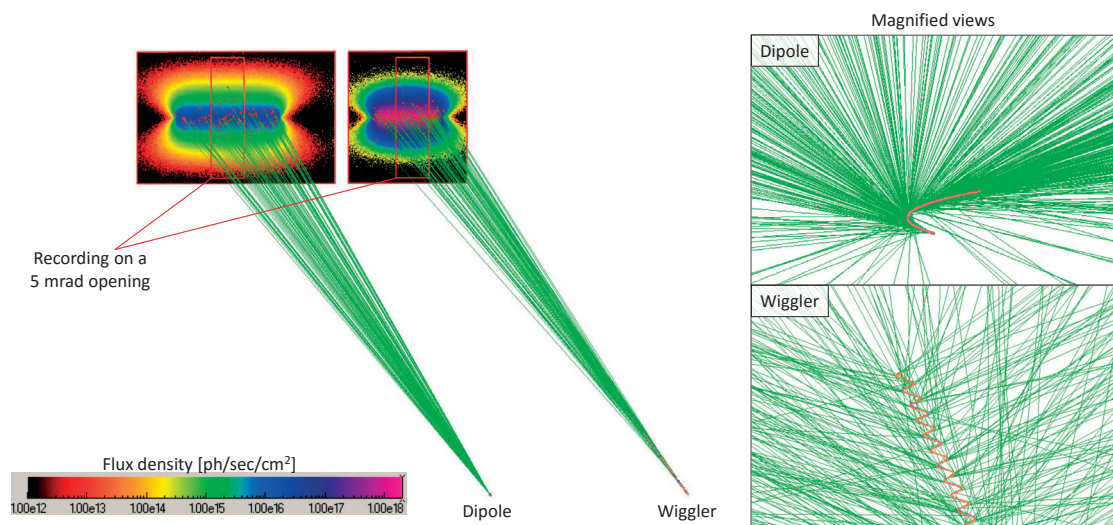 Magnified views
Dipole
Recording on a
5 mrad opening
Wiggler
Flux density [ph/sec/cm²]
1.00e12 1.00e13 1.00e14 1.00e15 1.00e16 1.00e17 1.00e18
Dipole
Wiggler